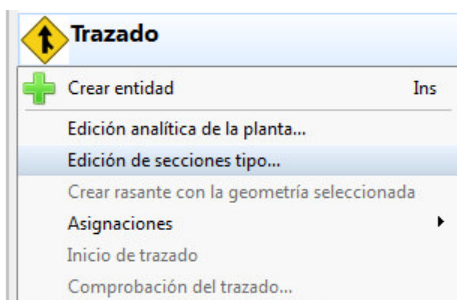 Trazado
Crear entidad Ins
Edición analítica de la planta...
Edición de secciones tipo...
Crear rasante con la geometría seleccionada
Asignaciones
Inicio de trazado
Comprobación del trazado...